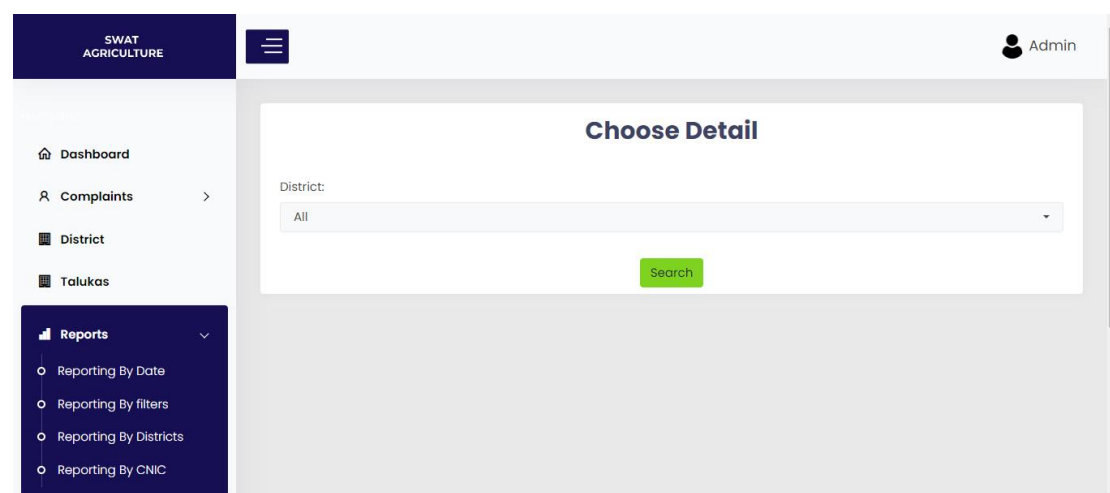 SWAT
AGRICULTURE
Admin
Choose Detail
Dashboard
Complaints
District
Talukas
Reports
Reporting By Date
Reporting By filters
Reporting By Districts
Reporting By CNIC
District:
All
Search